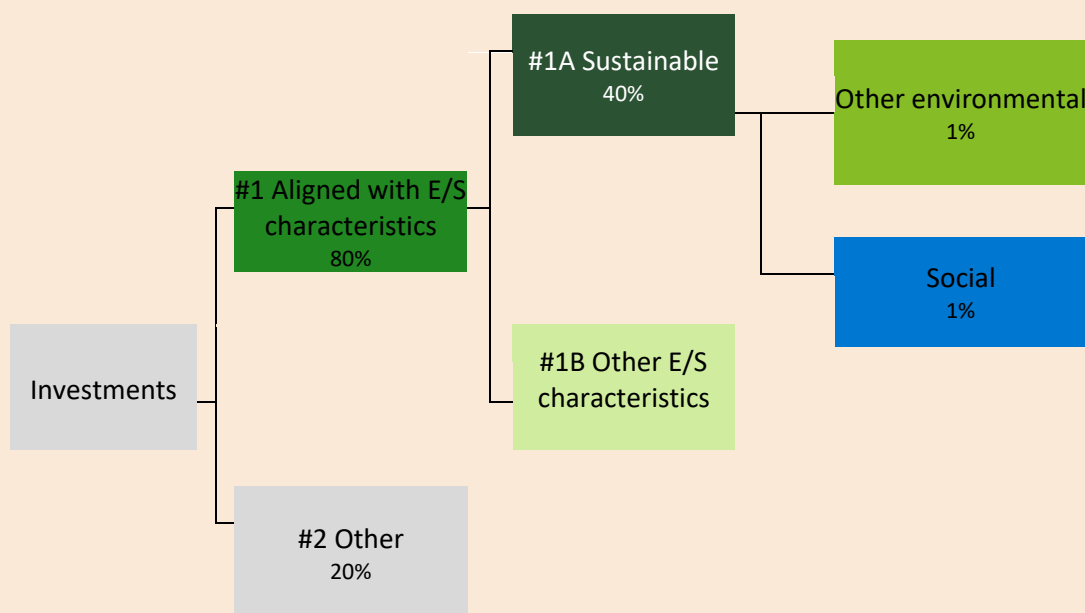 Investments
#1 Aligned with E/S
characteristics
80%
#2 Other
20%
#1A Sustainable
40%
#1B Other E/S
characteristics
Other environmental
1%
Social
1%